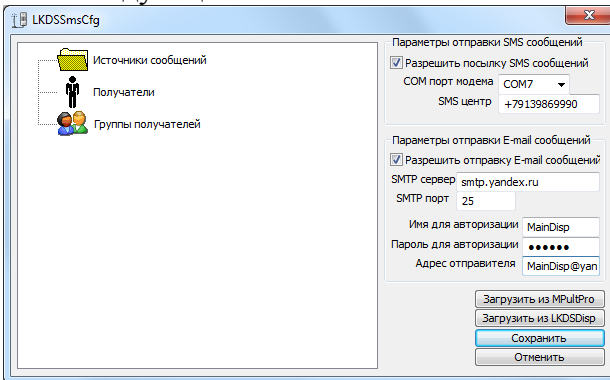 LKDSSmsCfg
Источники сообщений
Получатели
Группы получателей
Параметры отправки SMS сообщений
Разрешить посылку SMS сообщений
COM порт модема COM7
SMS центр +79139869990
Параметры отправки E-mail сообщений
Разрешить отправку E-mail сообщений
SMTP сервер smtp.yandex.ru
SMTP порт 25
Имя для авторизации MainDisp
Пароль для авторизации ●●●●●●
Адрес отправителя MainDisp@yan
Загрузить из MPultPro
Загрузить из LKDSDisp
Сохранить
Отменить